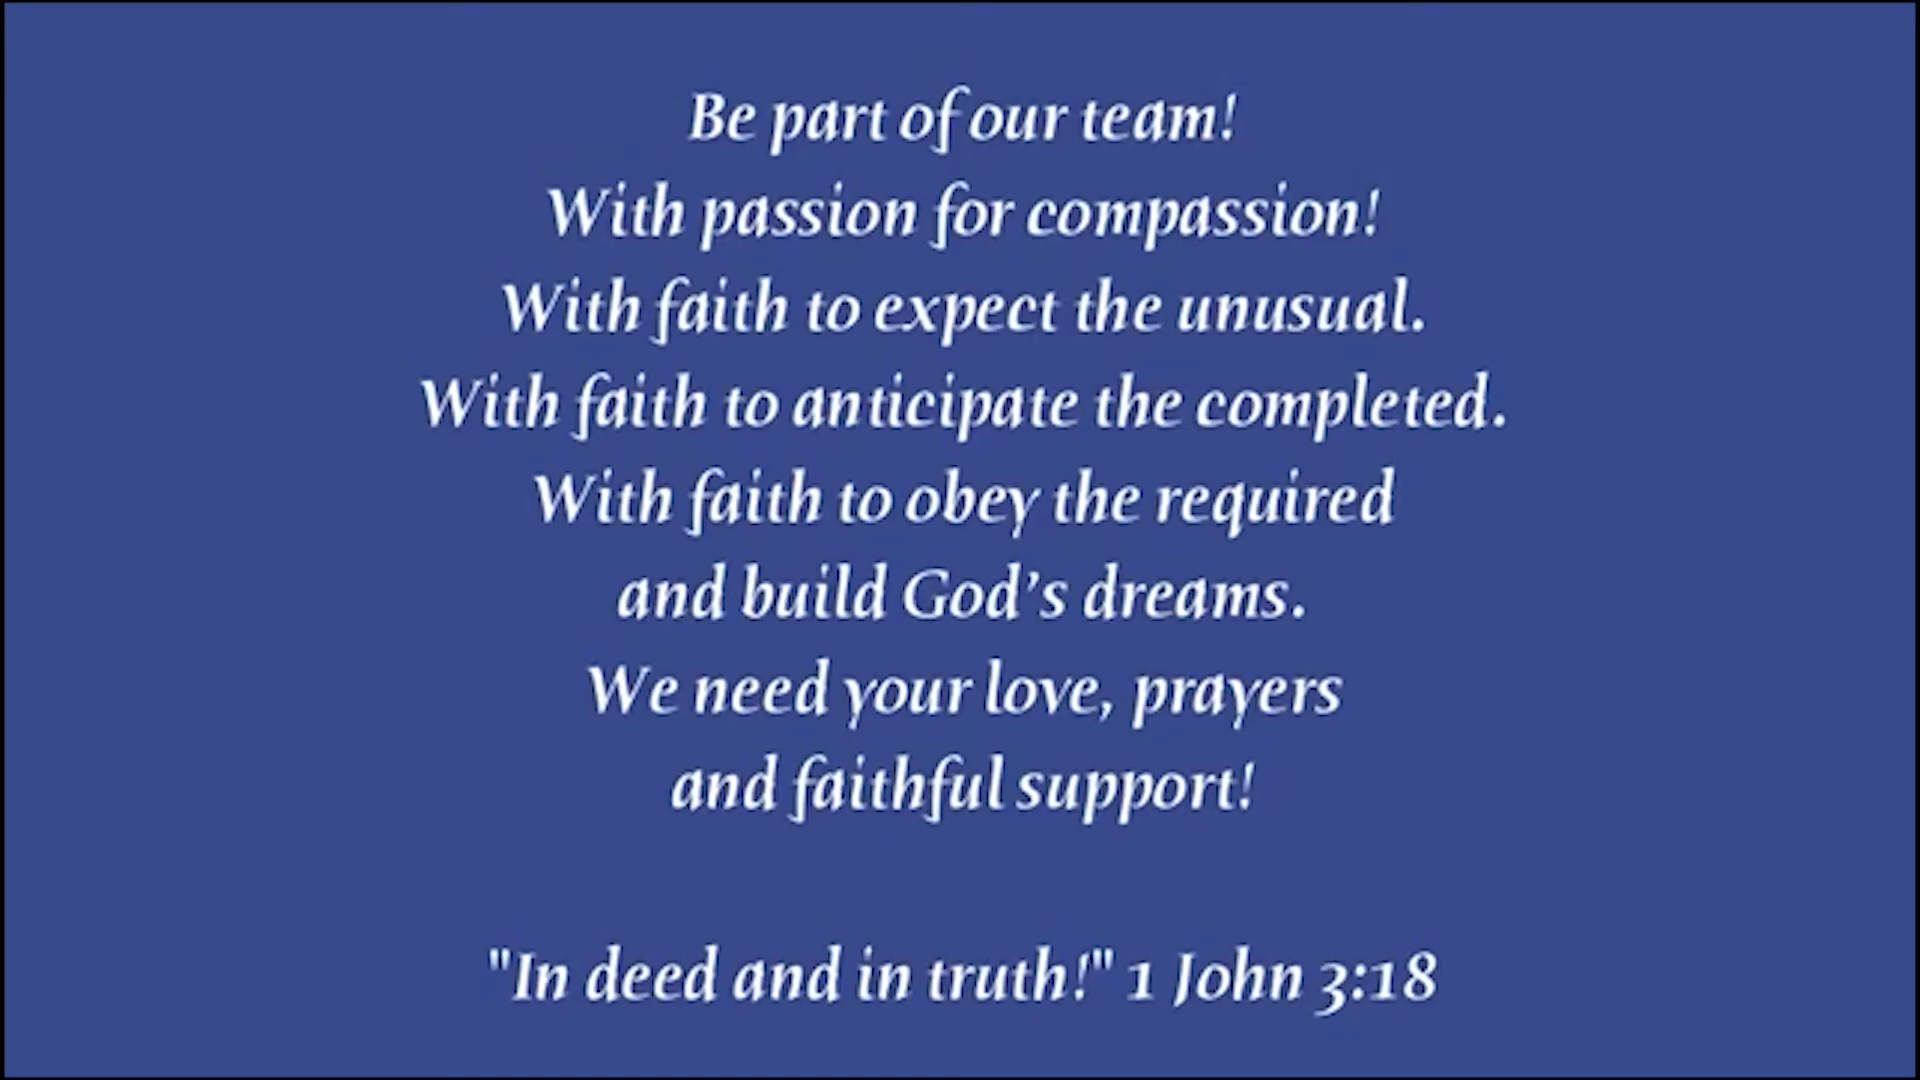 Be part of our team!
With passion for compassion!
With faith to expect the unusual.
With faith to anticipate the completed.
With faith to obey the required
and build God's dreams.
We need your love, prayers
and faithful support!
"In deed and in truth!" 1 John 3:18